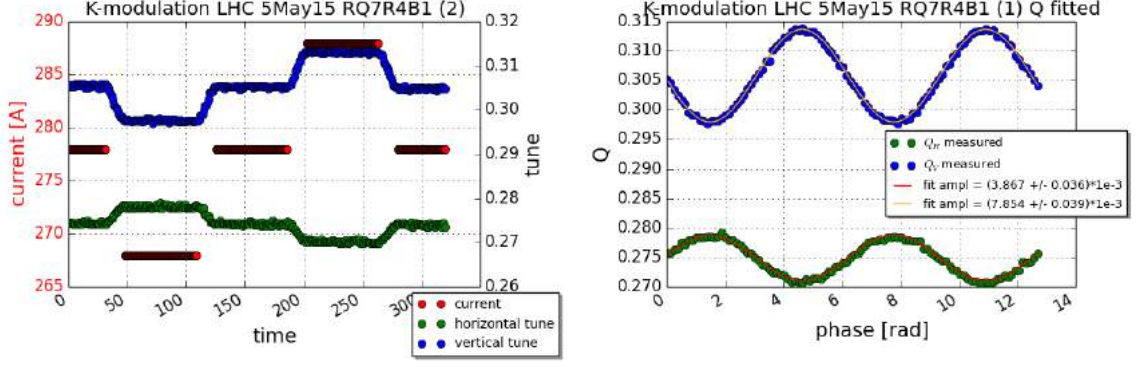 K-modulation LHC 5May15 RQ7R4B1 (2)
290
285
280
275
270
265
current [A]
0.32
0.31
0.30
0.29
0.28
0.27
0.26
tune
0
50
100
150
200
250
time
current
horizontal tune
vertical tune
K-modulation LHC 5May15 RQ7R4B1 (1) Q fitted
0.315
0.310
0.305
0.300
0.295
0.290
0.285
0.280
0.275
0.270
Q
Q_H measured
Q_V measured
fit ampl = (3.867 +/- 0.036)*1e-3
fit ampl = (7.854 +/- 0.039)*1e-3
0 2 4 6 8 10 12 14
phase [rad]